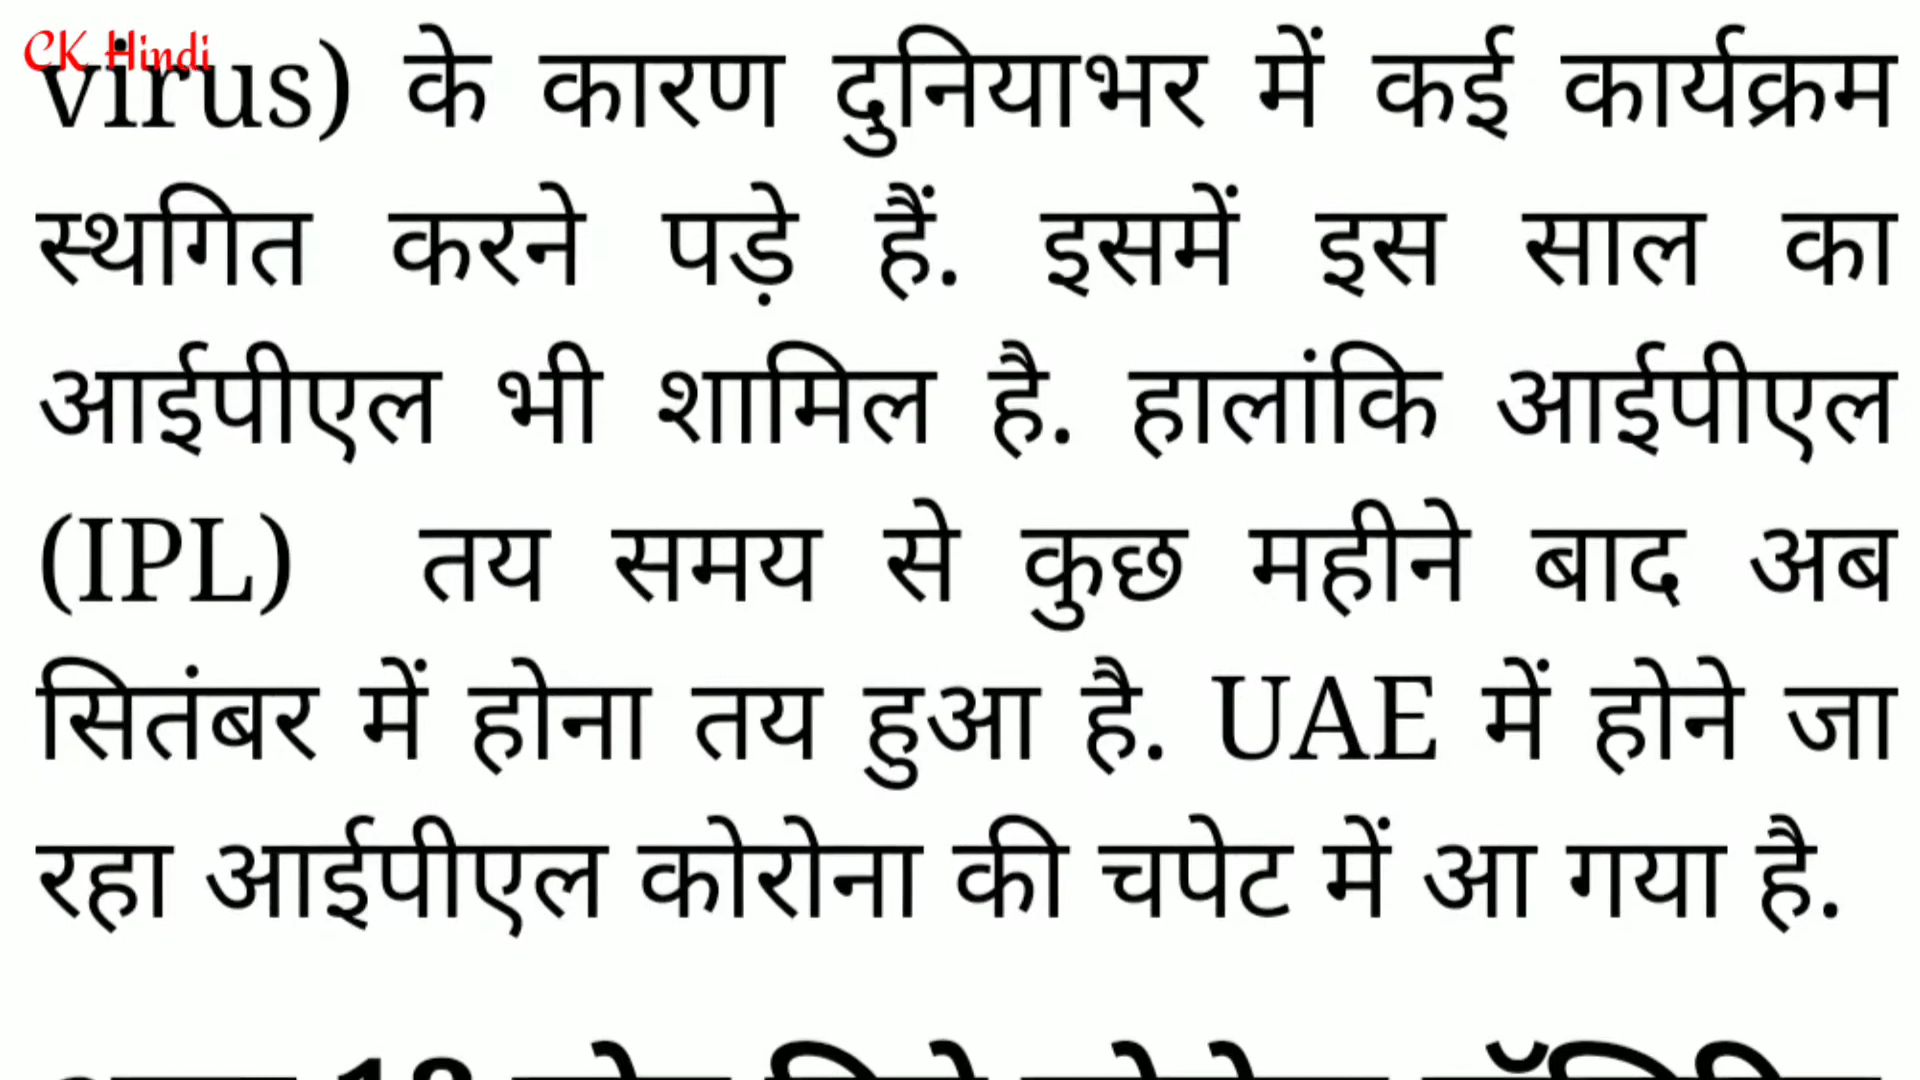 CK Hindi
virus) के कारण दुनियाभर में कई कार्यक्रम
स्थगित करने पड़े हैं. इसमें इस साल का
आईपीएल भी शामिल है. हालांकि आईपीएल
(IPL) तय समय से कुछ महीने बाद अब
सितंबर में होना तय हुआ है. UAE में होने जा
रहा आईपीएल कोरोना की चपेट में आ गया है.